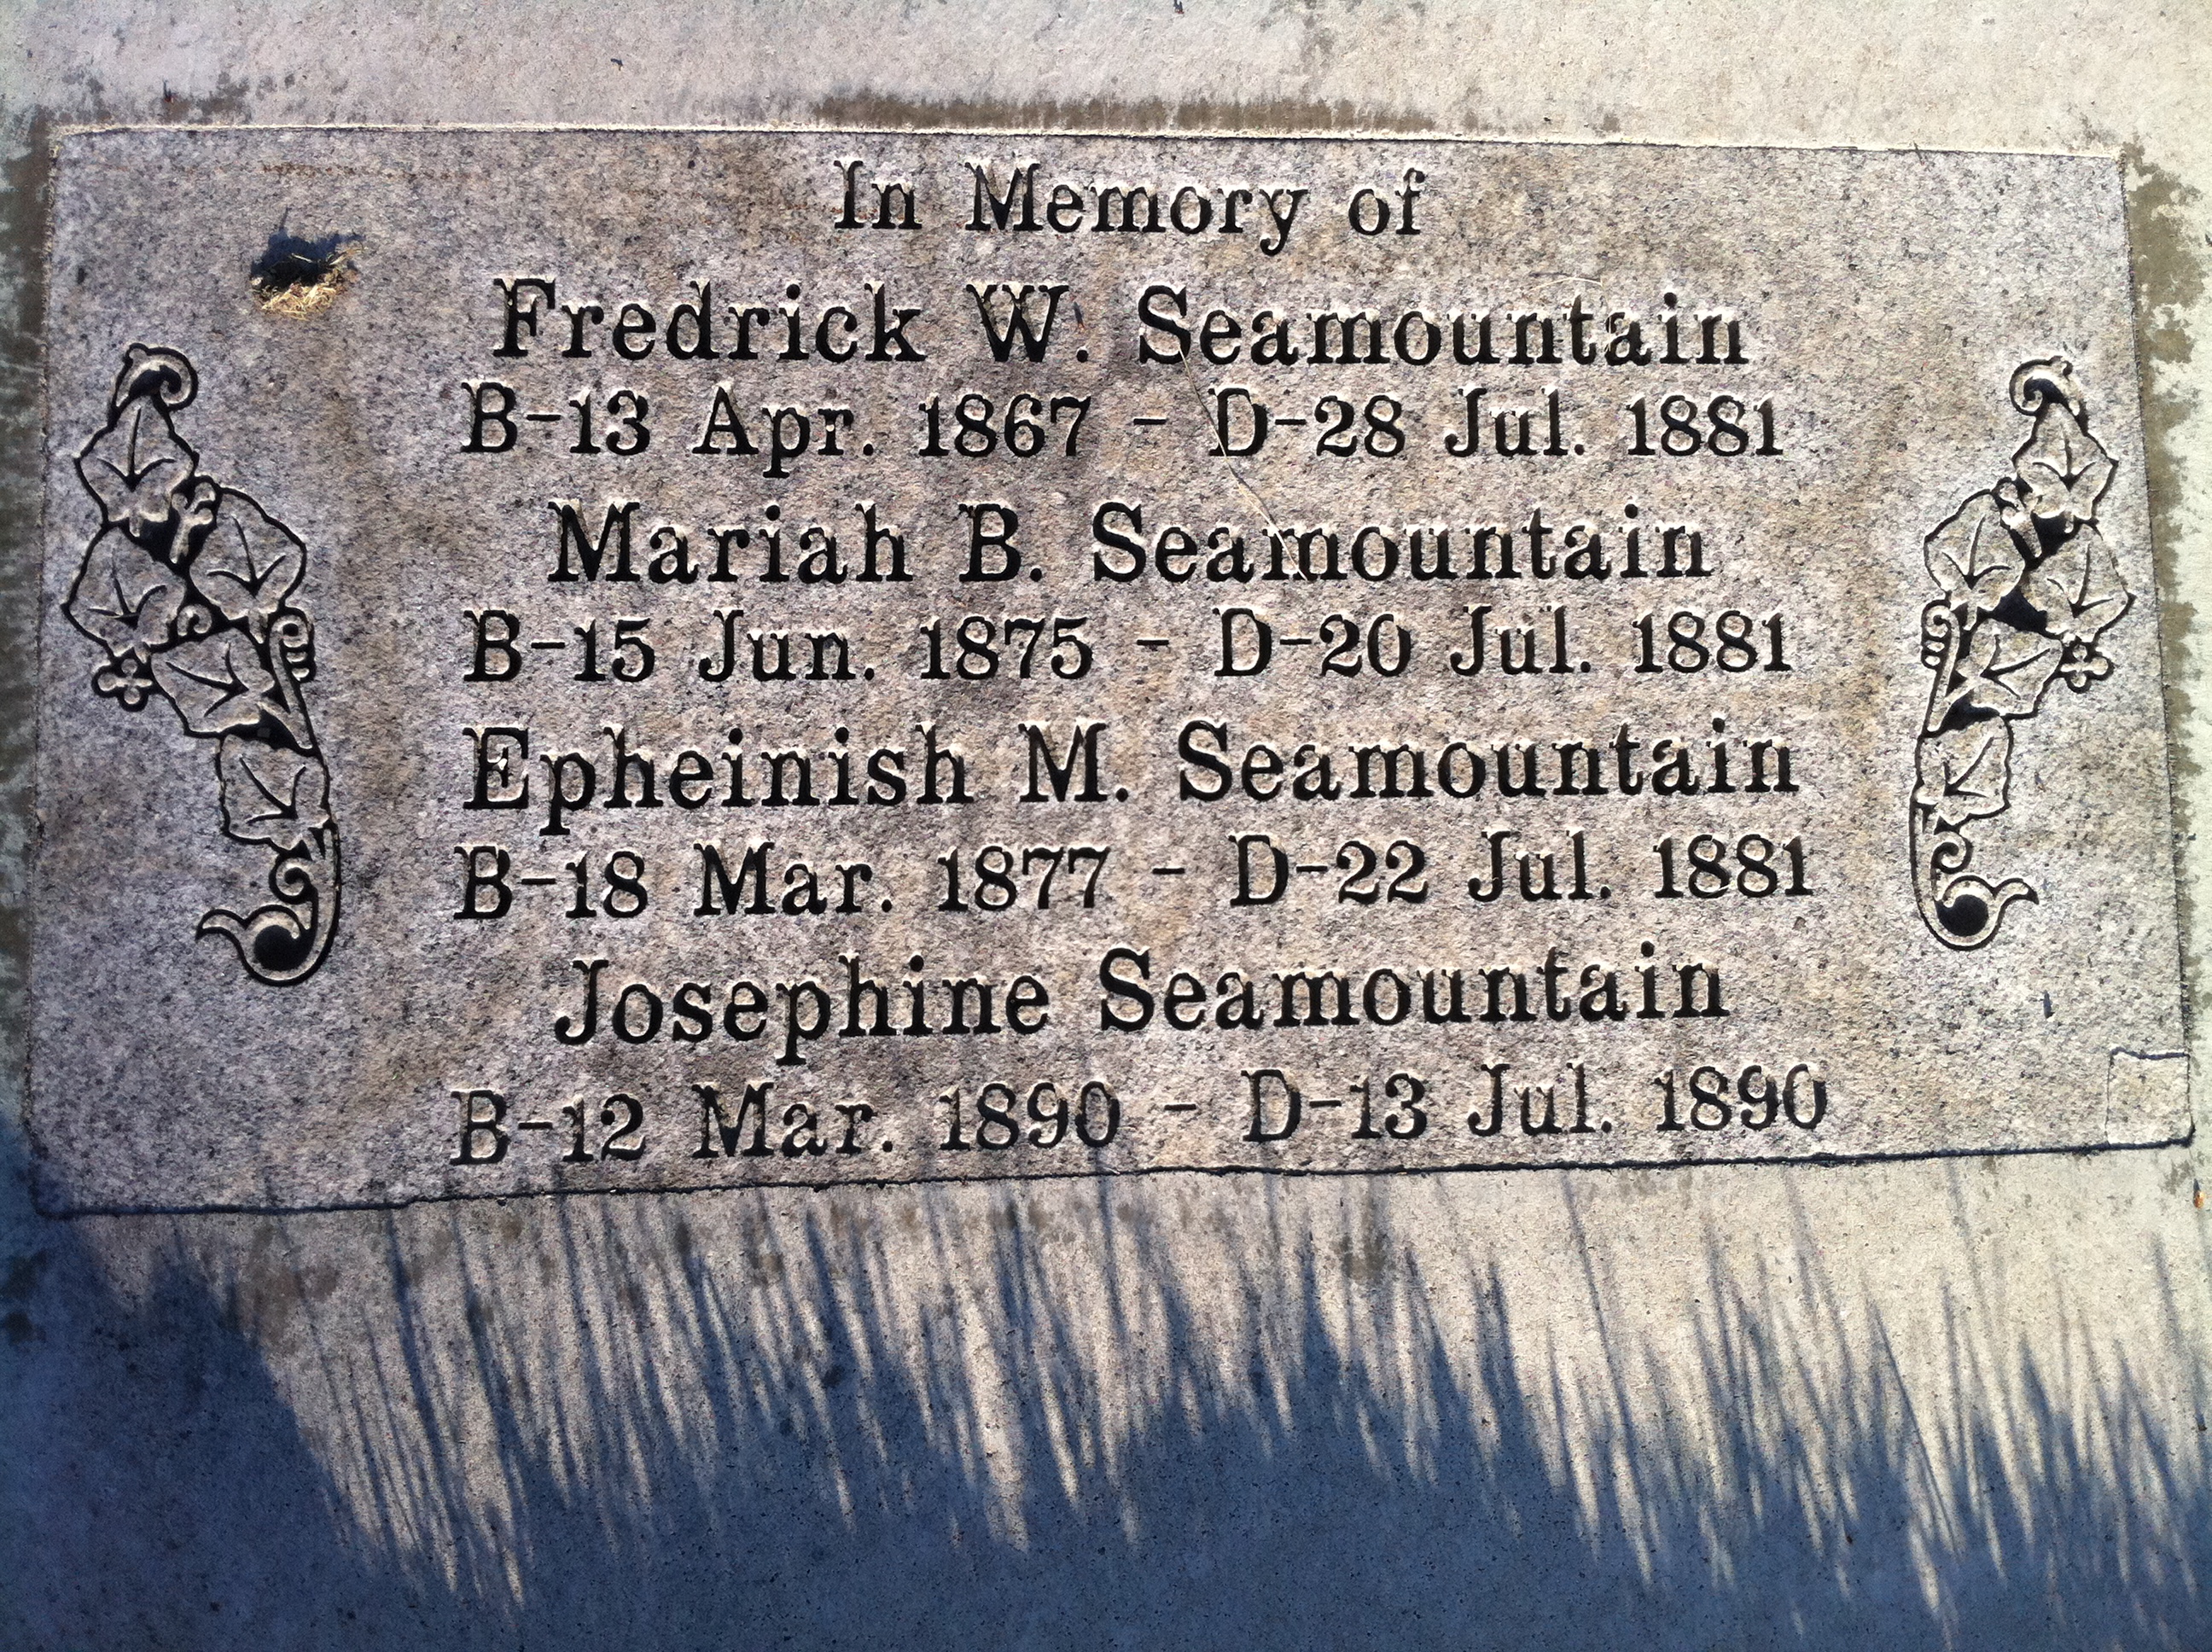 In Memory of
Fredrick W. Seamountain
B-13 Apr. 1867 - D-28 Jul. 1881
Mariah B. Seamountain
B-15 Jun. 1875 - D-20 Jul. 1881
Epheinish M. Seamountain
B-18 Mar. 1877 - D-22 Jul. 1881
Josephine Seamountain
B-12 Mar. 1890 - D-13 Jul. 1890